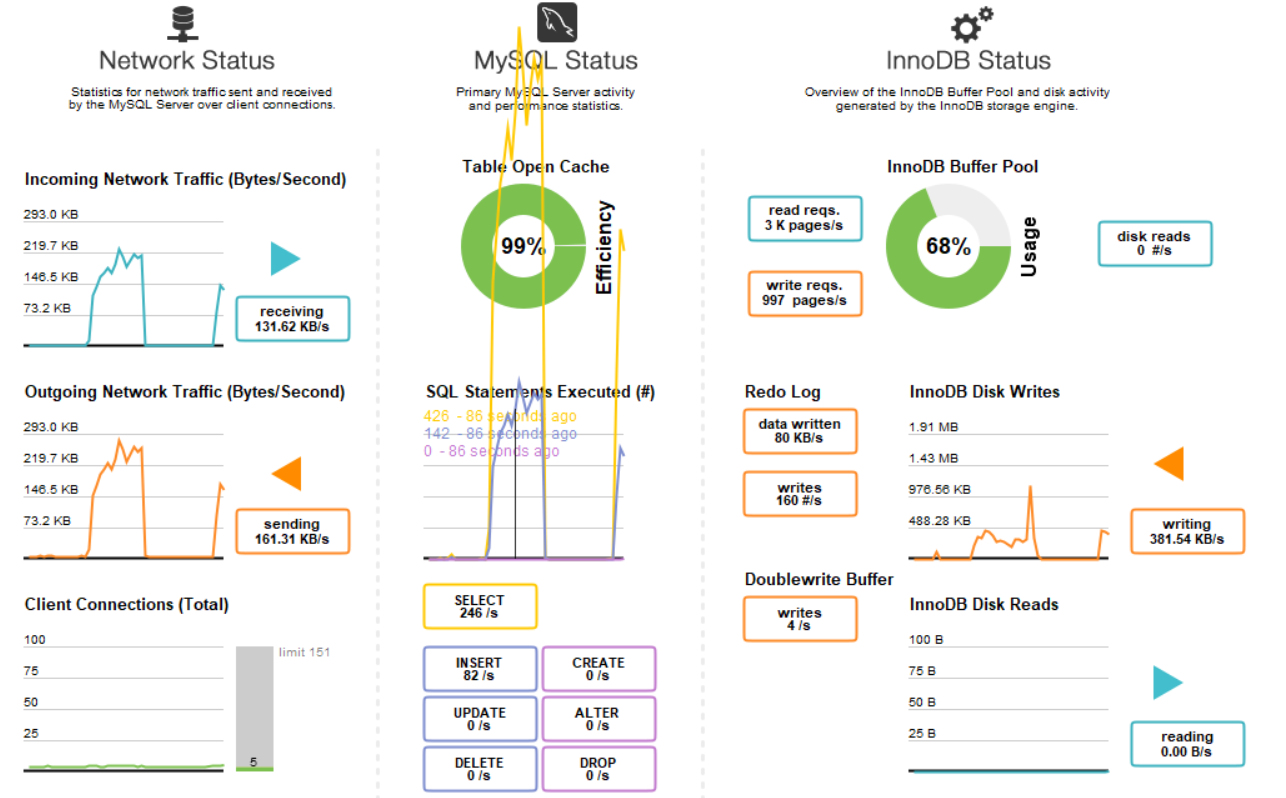 Network Status
Statistics for network traffic sent and received
by the MySQL Server over client connections.
Incoming Network Traffic (Bytes/Second)
293.0 KB
219.7 KB
146.5 KB
73.2 KB
receiving
131.62 KB/s
Outgoing Network Traffic (Bytes/Second)
293.0 KB
219.7 KB
146.5 KB
73.2 KB
sending
161.31 KB/s
Client Connections (Total)
100
75
50
25
limit 151
5
MySQL Status
Primary MySQL Server activity
and performance statistics.
Table Open Cache
99%
Efficiency
SQL Statements Executed (#)
426 - 86 seconds ago
142 - 86 seconds ago
0 - 86 seconds ago
SELECT
246 /s
INSERT
82 /s
CREATE
0 /s
UPDATE
0 /s
ALTER
0 /s
DELETE
0 /s
DROP
0 /s
InnoDB Status
Overview of the InnoDB Buffer Pool and disk activity
generated by the InnoDB storage engine.
InnoDB Buffer Pool
read reqs.
3 K pages/s
write reqs.
997 pages/s
68%
Usage
disk reads
0 #/s
Redo Log
data written
80 KB/s
writes
160 #/s
Doublewrite Buffer
writes
4 /s
InnoDB Disk Writes
1.91 MB
1.43 MB
976.56 KB
488.28 KB
writing
381.54 KB/s
InnoDB Disk Reads
100 B
75 B
50 B
25 B
reading
0.00 B/s